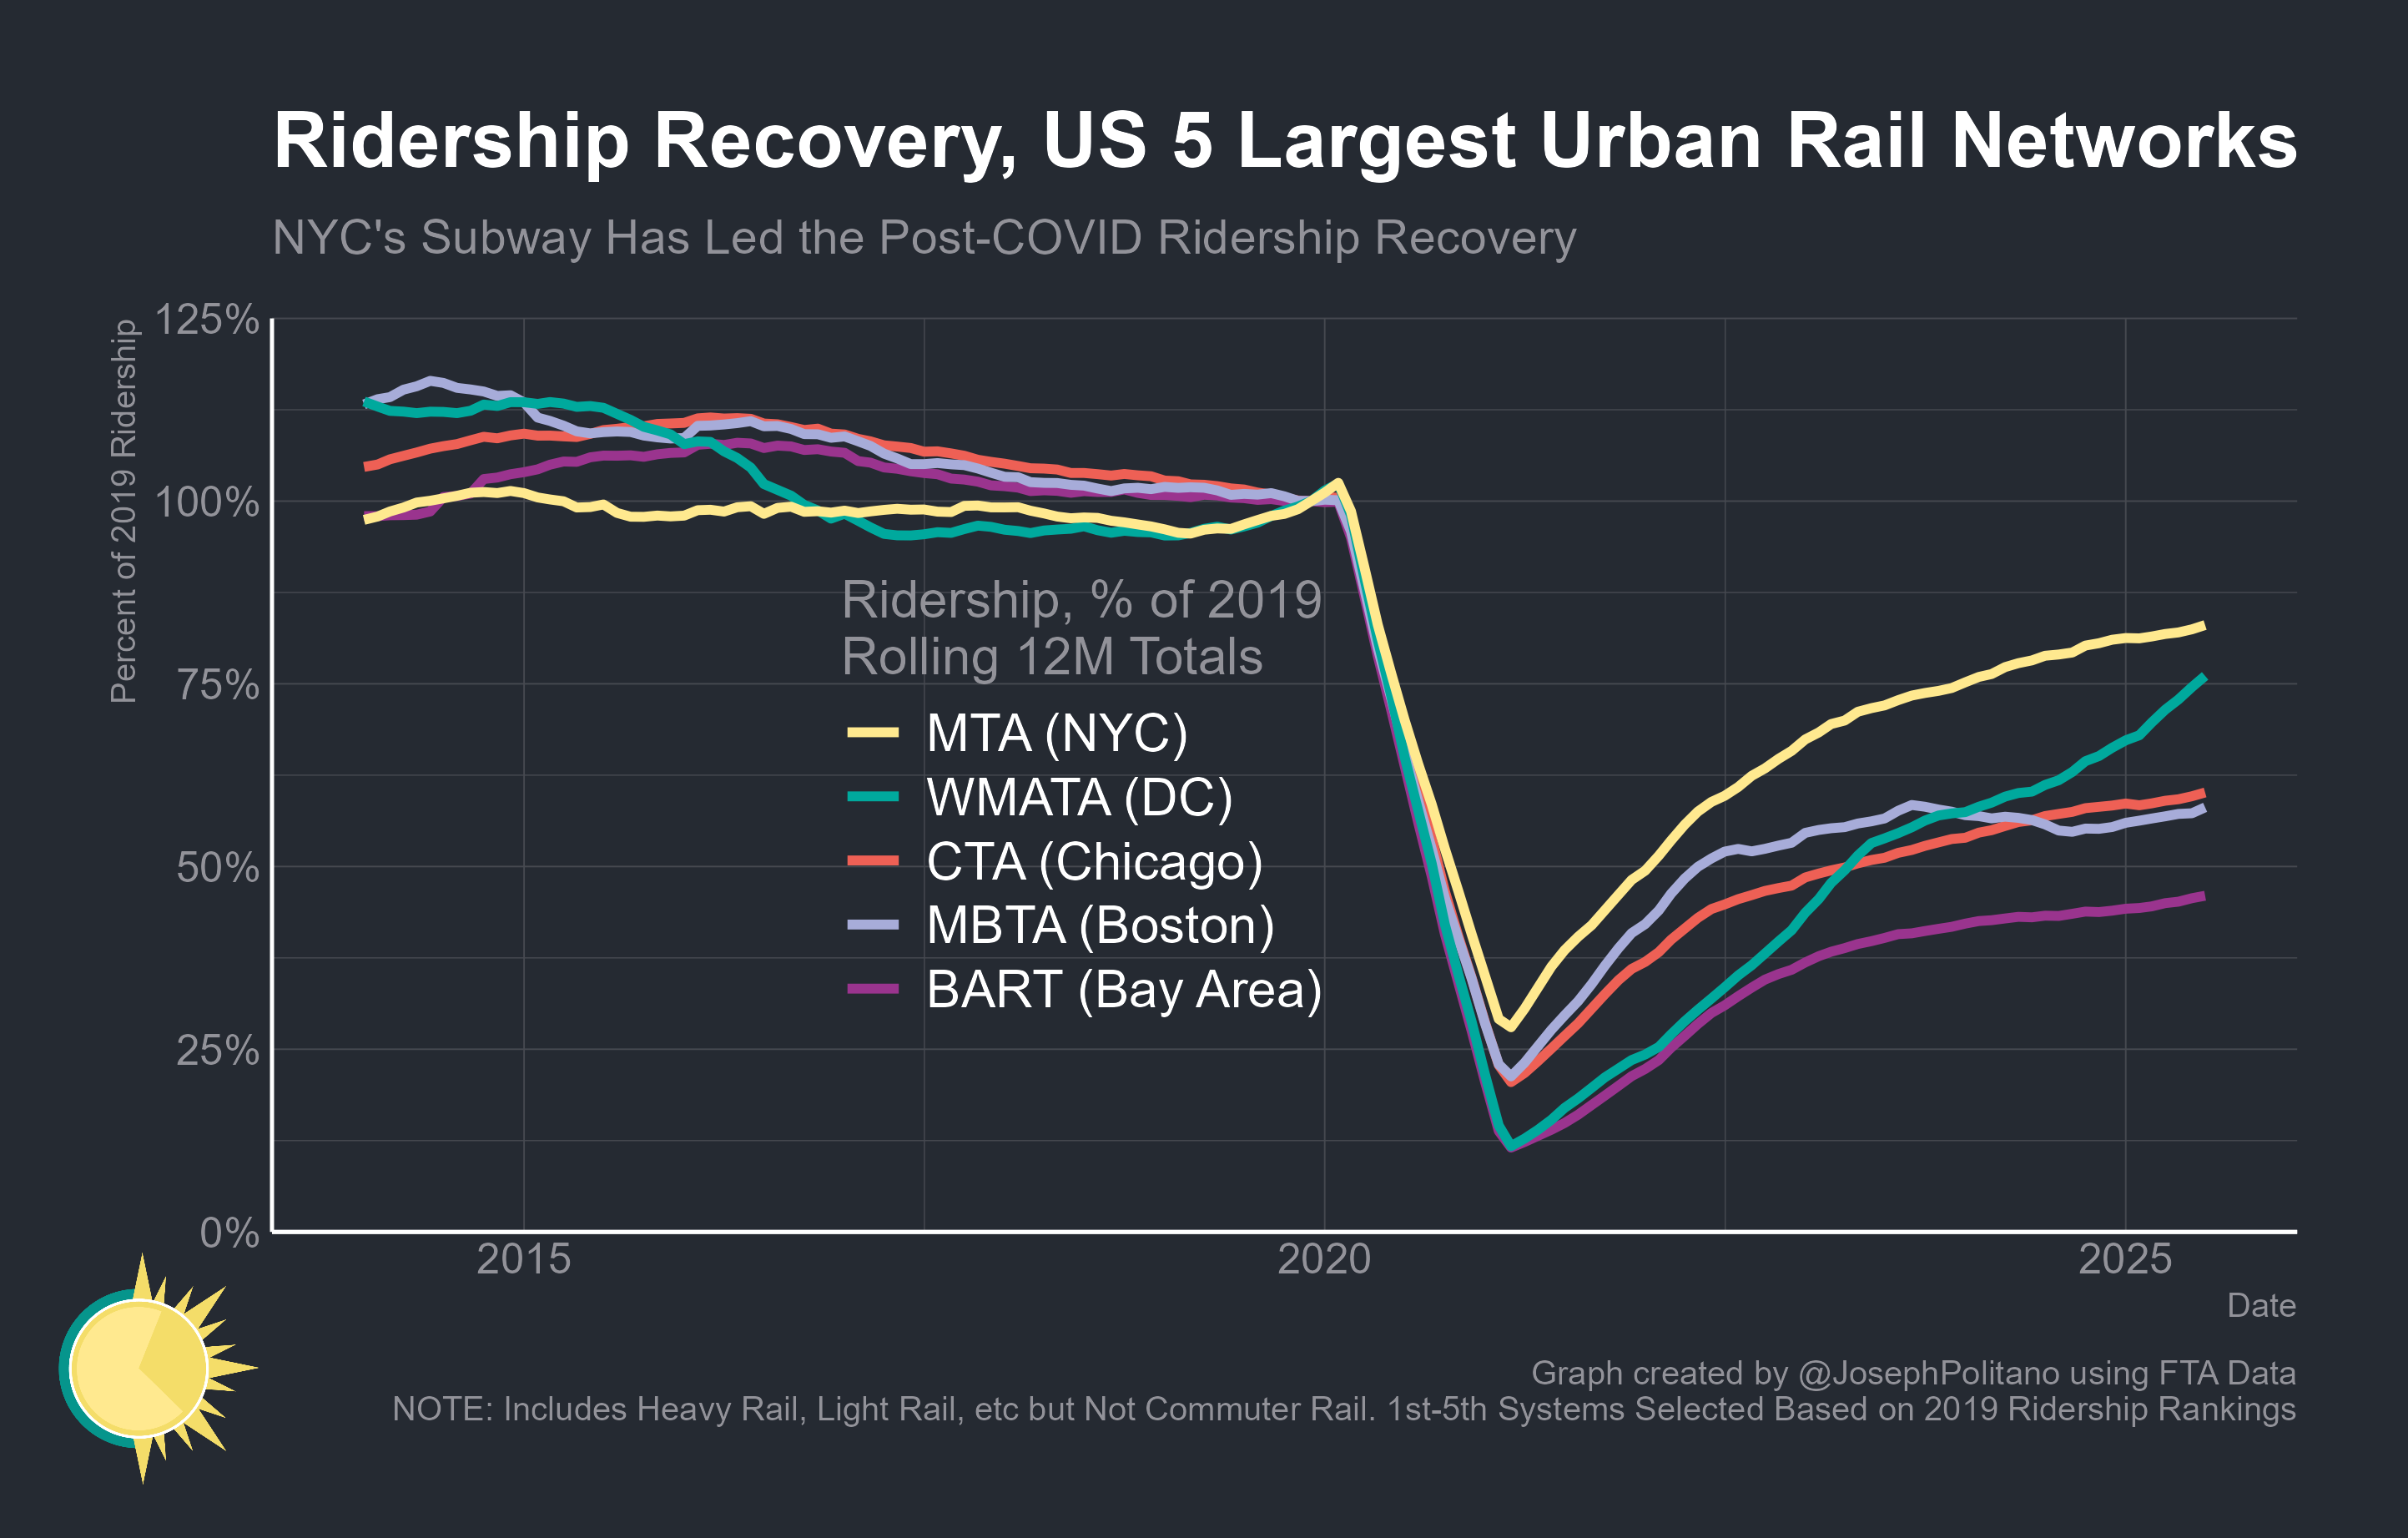 Ridership Recovery, US 5 Largest Urban Rail Networks
NYC's Subway Has Led the Post-COVID Ridership Recovery
Percent of 2019 Ridership
125%
100%
75%
50%
25%
0%
Ridership, % of 2019
Rolling 12M Totals
MTA (NYC)
WMATA (DC)
CTA (Chicago)
MBTA (Boston)
BART (Bay Area)
2015
2020
2025
Date
Graph created by @JosephPolitano using FTA Data
NOTE: Includes Heavy Rail, Light Rail, etc but Not Commuter Rail. 1st-5th Systems Selected Based on 2019 Ridership Rankings